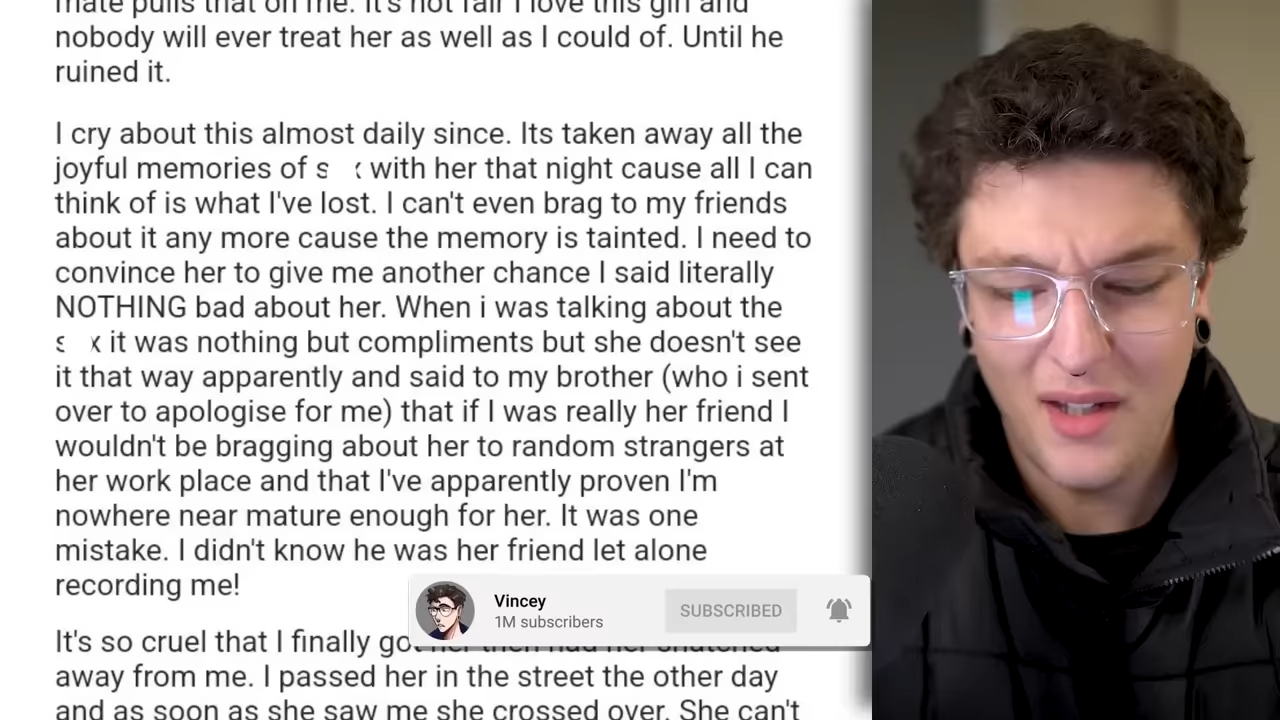 mate pulls that on me. It's not fair I love this girl and
nobody will ever treat her as well as I could of. Until he
ruined it.
I cry about this almost daily since. Its taken away all the
joyful memories of s x with her that night cause all I can
think of is what I've lost. I can't even brag to my friends
about it any more cause the memory is tainted. I need to
convince her to give me another chance I said literally
NOTHING bad about her. When i was talking about the
s x it was nothing but compliments but she doesn't see
it that way apparently and said to my brother (who i sent
over to apologise for me) that if I was really her friend I
wouldn't be bragging about her to random strangers at
her work place and that I've apparently proven I'm
nowhere near mature enough for her. It was one
mistake. I didn't know he was her friend let alone
recording me!
Vincey
1M subscribers
SUBSCRIBED
It's so cruel that I finally got her then had her snatched
away from me. I passed her in the street the other day
and as soon as she saw me she crossed over. She can't